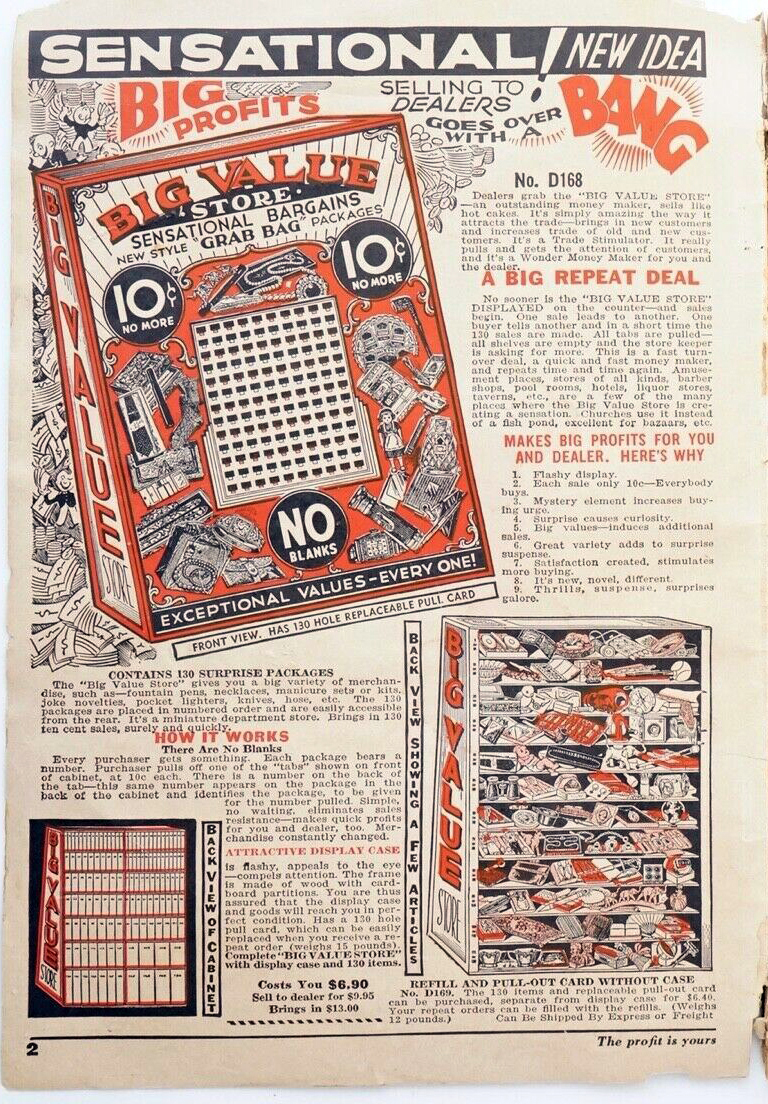 SENSATIONAL! NEW IDEA
BIG
PROFITS
SELLING TO
DEALERS
GOES OVER
WITH A
BANG
BIG VALUE
STORE
SENSATIONAL BARGAINS
NEW STYLE "GRAB BAG" PACKAGES
10¢
NO MORE
10¢
NO MORE
NO
BLANKS
EXCEPTIONAL VALUES—EVERY ONE!
BIG VALUE STORE
FRONT VIEW. HAS 130 HOLE REPLACEABLE PULL CARD
No. D168
Dealers grab the "BIG VALUE STORE"
—an outstanding money maker, sells like
hot cakes. It's simply amazing the way it
attracts the trade—brings in new customers
and increases trade of old and new cus-
tomers. It's a Trade Stimulator. It really
pulls and gets the attention of customers,
and it's a Wonder Money Maker for you and
the dealer.
A BIG REPEAT DEAL
No sooner is the "BIG VALUE STORE"
DISPLAYED on the counter—and sales
begin. One sale leads to another. One
buyer tells another and in a short time the
130 sales are made. All tabs are pulled—
all shelves are empty and the store keeper
is asking for more. This is a fast turn-
over deal, a quick and fast money maker,
and repeats time and time again. Amuse-
ment places, stores of all kinds, barber
shops, pool rooms, hotels, liquor stores,
taverns, etc., are a few of the many
places where the Big Value Store is cre-
ating a sensation. Churches use it instead
of a fish pond, excellent for bazaars, etc.
MAKES BIG PROFITS FOR YOU
AND DEALER. HERE'S WHY
1. Flashy display.
2. Each sale only 10c—Everybody
buys.
3. Mystery element increases buy-
ing urge.
4. Surprise causes curiosity.
5. Big values—induces additional
sales.
6. Great variety adds to surprise
suspense.
7. Satisfaction created, stimulates
more buying.
8. It's new, novel, different.
9. Thrills, suspense, surprises
galore.
CONTAINS 130 SURPRISE PACKAGES
The "Big Value Store" gives you a big variety of merchan-
dise, such as—fountain pens, necklaces, manicure sets or kits,
joke novelties, pocket lighters, knives, hose, etc. The 130
packages are placed in numbered order and are easily accessible
from the rear. It's a miniature department store. Brings in 130
ten cent sales, surely and quickly.
HOW IT WORKS
There Are No Blanks
Every purchaser gets something. Each package bears a
number. Purchaser pulls off one of the "tabs" shown on front
of cabinet, at 10c each. There is a number on the back of
the tab—this same number appears on the package in the
back of the cabinet and identifies the package, to be given
for the number pulled. Simple,
no waiting, eliminates sales
resistance—makes quick profits
for you and dealer, too. Mer-
chandise constantly changed.
ATTRACTIVE DISPLAY CASE
is flashy, appeals to the eye
—compels attention. The frame
is made of wood with card-
board partitions. You are thus
assured that the display case
and goods will reach you in per-
fect condition. Has a 130 hole
pull card, which can be easily
replaced when you receive a re-
peat order (weighs 15 pounds).
Complete "BIG VALUE STORE"
with display case and 130 items.
Costs You $6.90
Sell to dealer for $9.95
Brings in $13.00
BIG VALUE STORE
BACK VIEW OF CABINET
BACK VIEW SHOWING A FEW ARTICLES
BIG VALUE STORE
REFILL AND PULL-OUT CARD WITHOUT CASE
No. D169. The 130 items and replaceable pull-out card
can be purchased, separate from display case for $6.40.
Your repeat orders can be filled with the refills. (Weighs
12 pounds.) Can Be Shipped By Express or Freight
2
The profit is yours